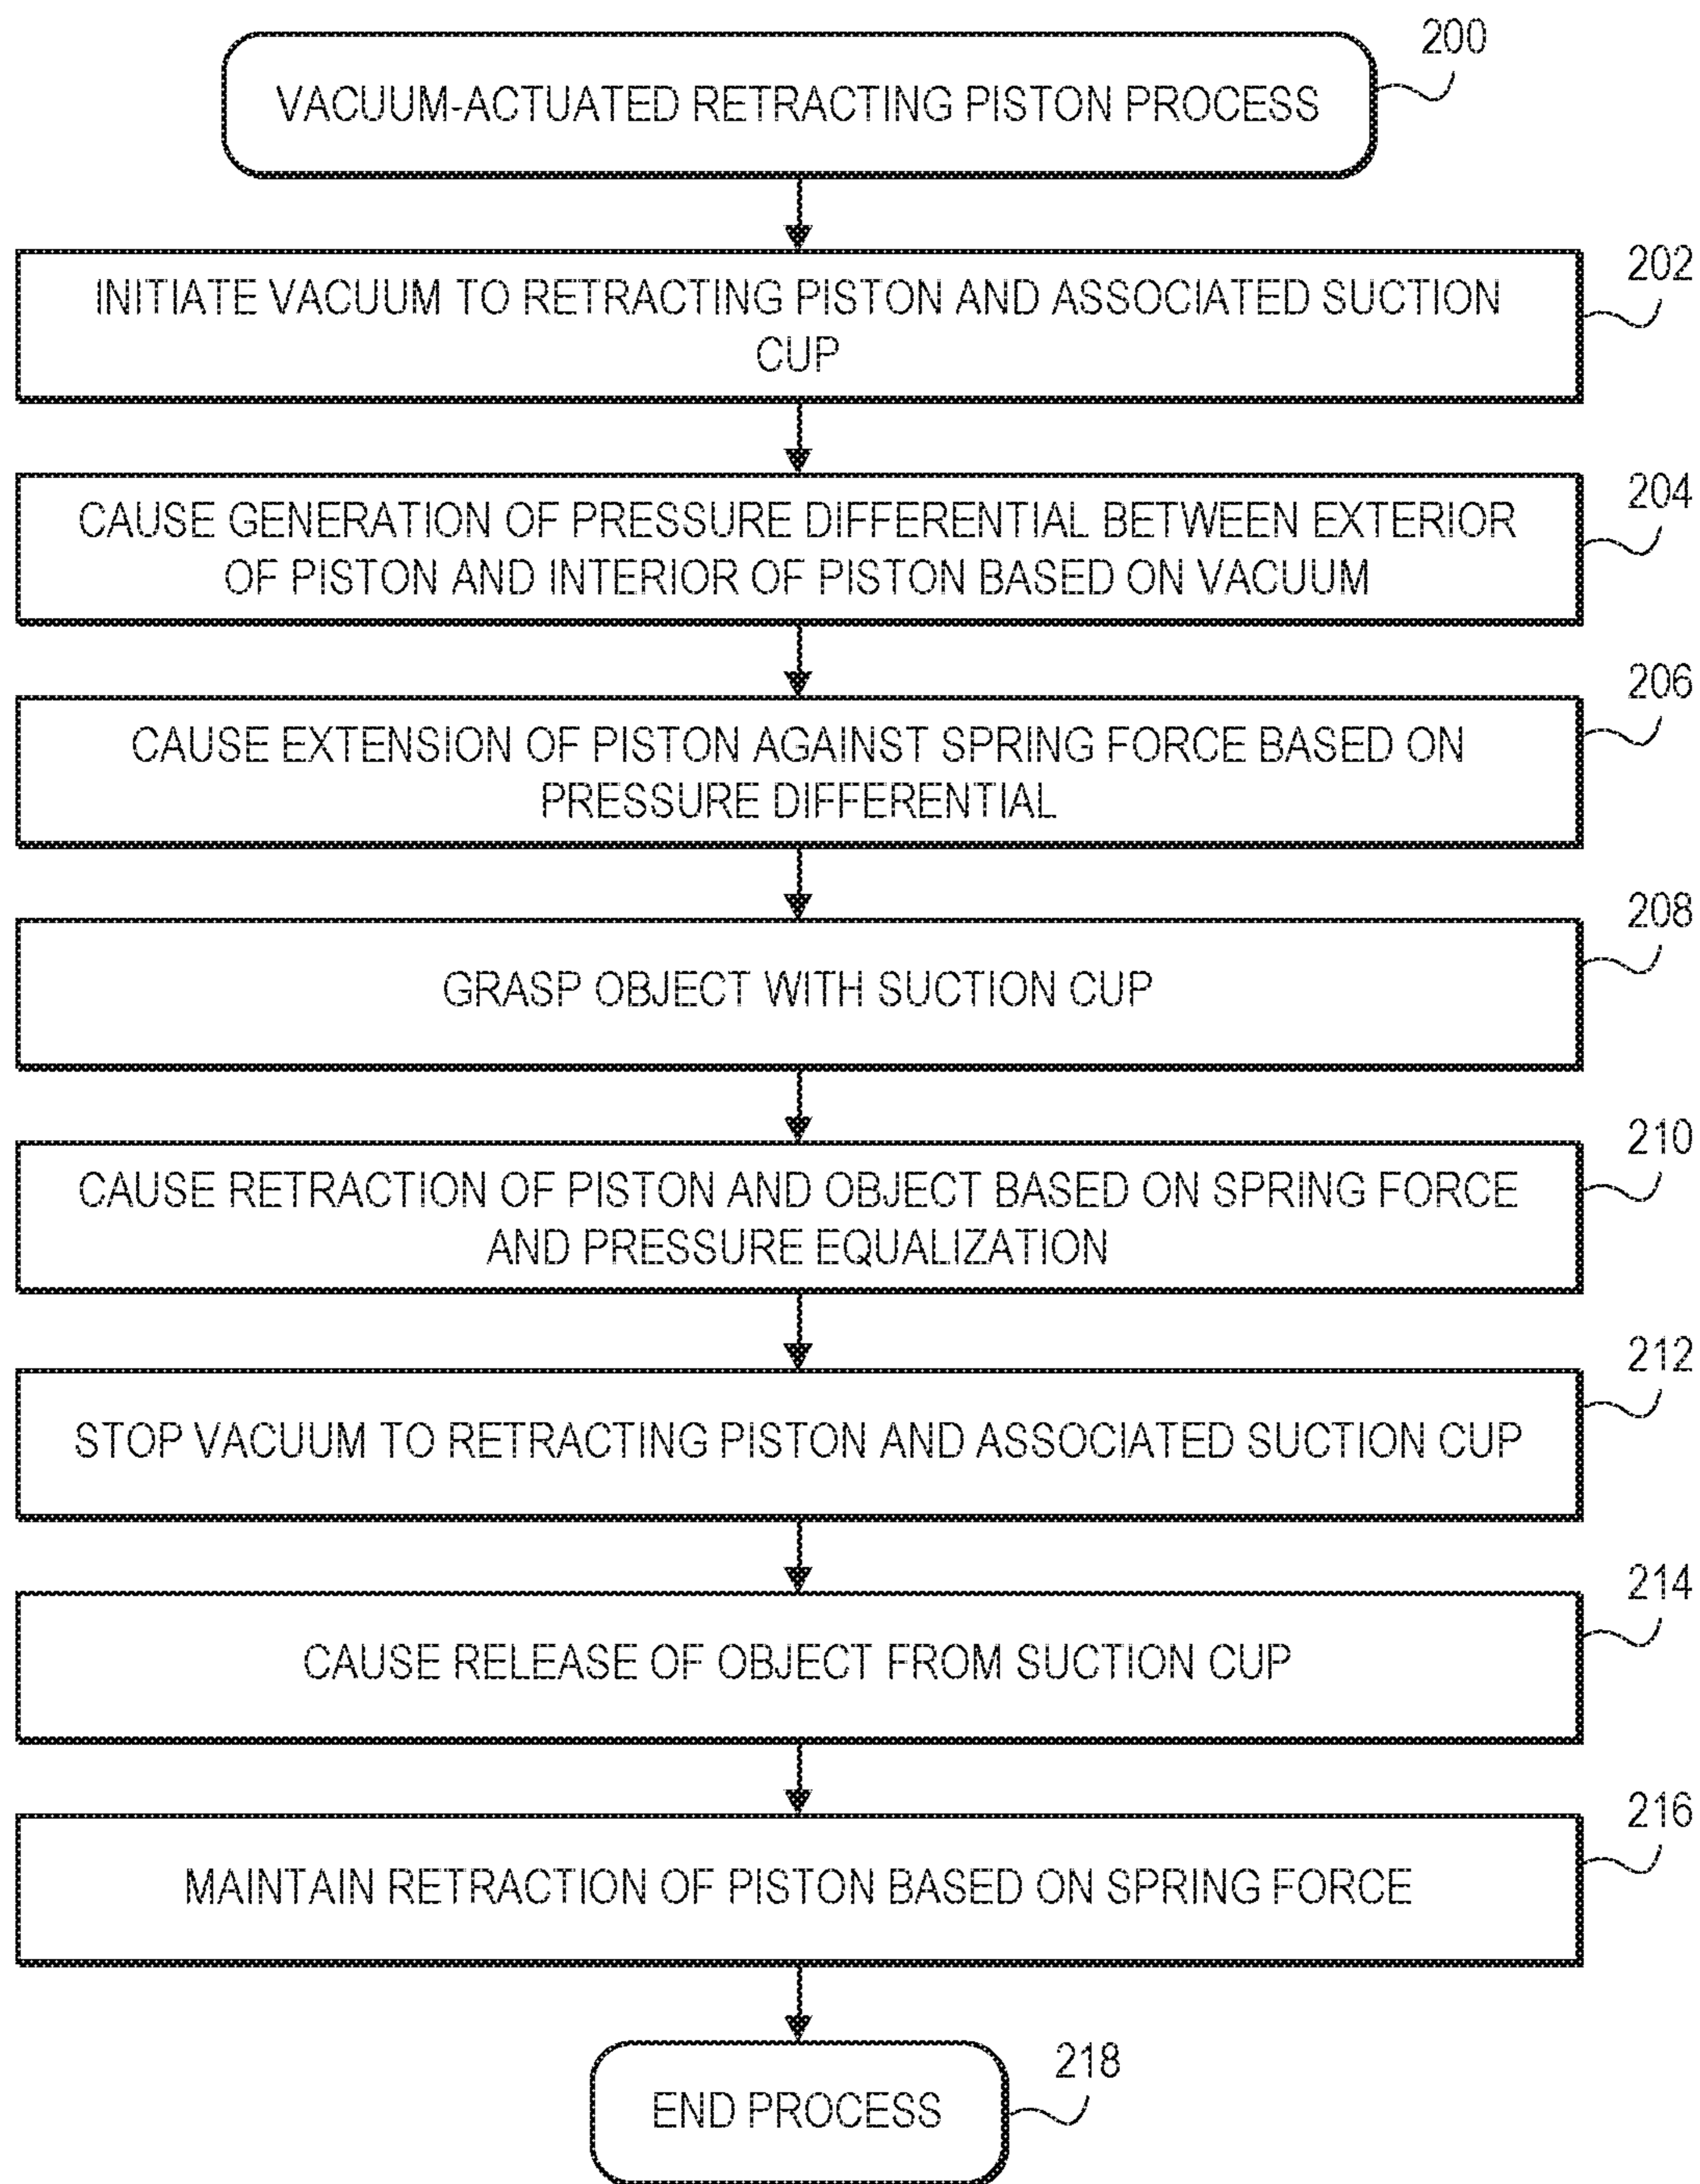 200
VACUUM-ACTUATED RETRACTING PISTON PROCESS
202
INITIATE VACUUM TO RETRACTING PISTON AND ASSOCIATED SUCTION
CUP
204
CAUSE GENERATION OF PRESSURE DIFFERENTIAL BETWEEN EXTERIOR
OF PISTON AND INTERIOR OF PISTON BASED ON VACUUM
206
CAUSE EXTENSION OF PISTON AGAINST SPRING FORCE BASED ON
PRESSURE DIFFERENTIAL
208
GRASP OBJECT WITH SUCTION CUP
210
CAUSE RETRACTION OF PISTON AND OBJECT BASED ON SPRING FORCE
AND PRESSURE EQUALIZATION
212
STOP VACUUM TO RETRACTING PISTON AND ASSOCIATED SUCTION CUP
214
CAUSE RELEASE OF OBJECT FROM SUCTION CUP
216
MAINTAIN RETRACTION OF PISTON BASED ON SPRING FORCE
218
END PROCESS